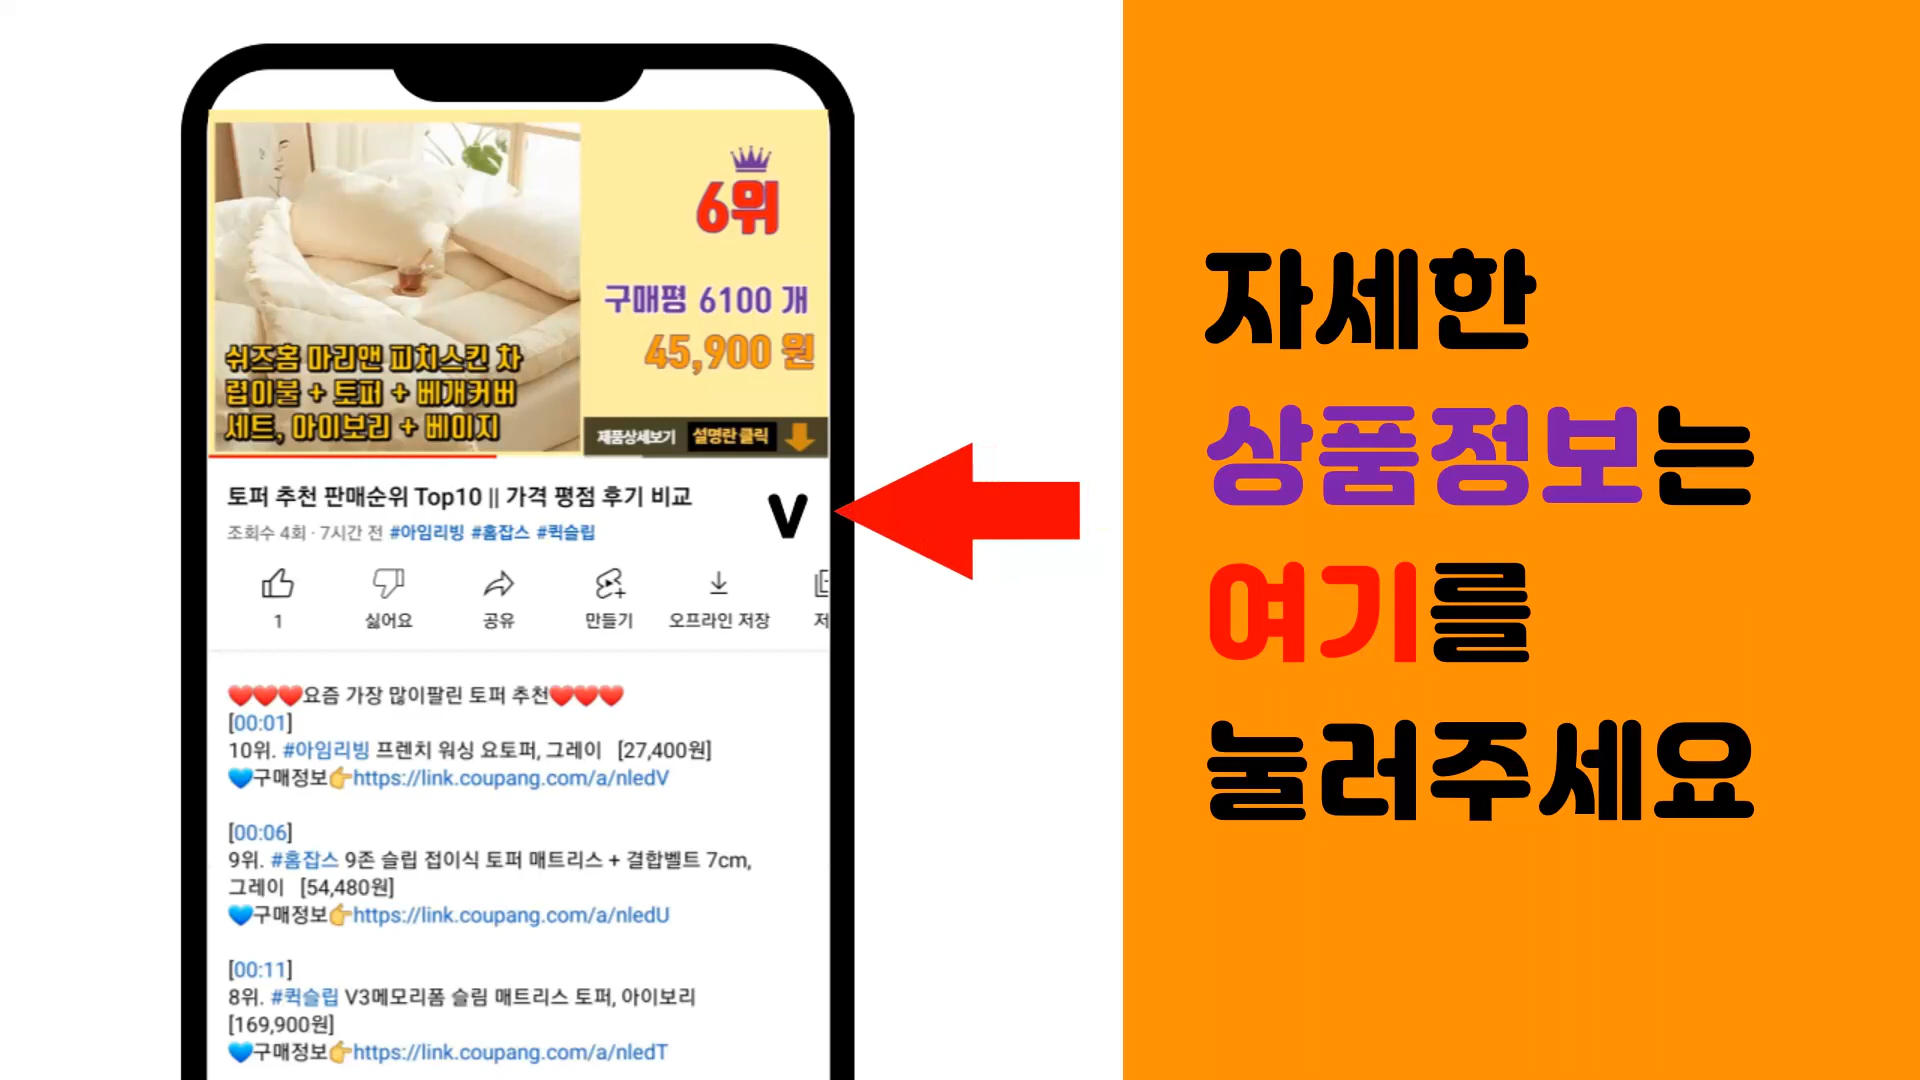 6위
구매평 6100 개
45,900 원
쉬즈홈 마리앤 피치스킨 차
렵이불 + 토퍼 + 베개커버
세트, 아이보리 + 베이지
제품상세보기 설명란 클릭
토퍼 추천 판매순위 Top10 || 가격 평점 후기 비교
V
조회수 4회 · 7시간 전 #아임리빙 #홈잡스 #퀵슬립
1 싫어요 공유 만들기 오프라인 저장 저
❤️❤️❤️요즘 가장 많이팔린 토퍼 추천❤️❤️❤️
[00:01]
10위. #아임리빙 프렌치 워싱 요토퍼, 그레이 [27,400원]
💙구매정보👉https://link.coupang.com/a/nledV
[00:06]
9위. #홈잡스 9존 슬립 접이식 토퍼 매트리스 + 결합벨트 7cm,
그레이 [54,480원]
💙구매정보👉https://link.coupang.com/a/nledU
[00:11]
8위. #퀵슬립 V3메모리폼 슬림 매트리스 토퍼, 아이보리
[169,900원]
💙구매정보👉https://link.coupang.com/a/nledT
자세한
상품정보는
여기를
눌러주세요